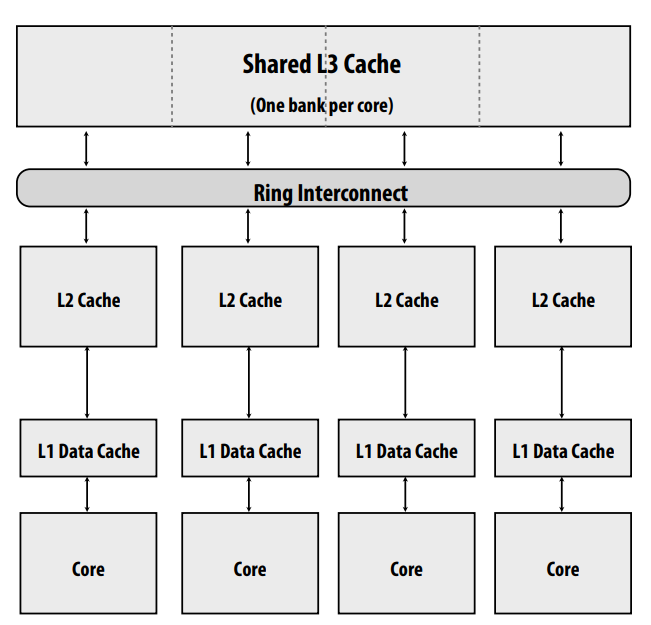 Shared L3 Cache
(One bank per core)
Ring Interconnect
L2 Cache
L2 Cache
L2 Cache
L2 Cache
L1 Data Cache
L1 Data Cache
L1 Data Cache
L1 Data Cache
Core
Core
Core
Core